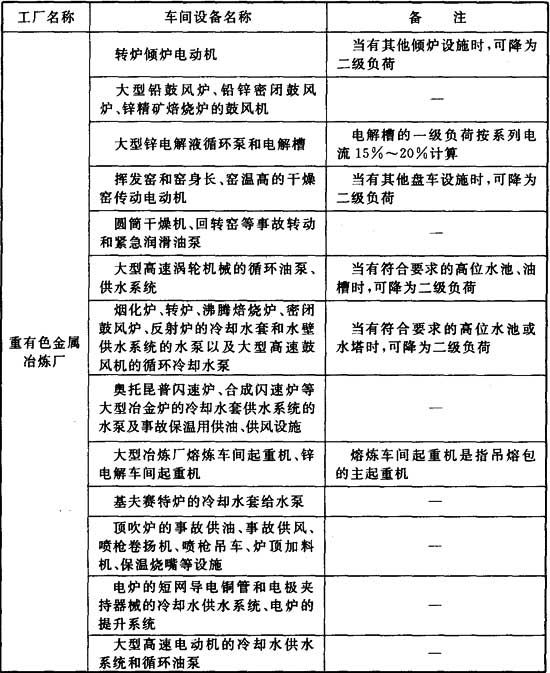 工厂名称 车间设备名称 备 注
重有色金属
冶炼厂
转炉倾炉电动机
当有其他倾炉设施时,可降为
二级负荷
大型铅鼓风炉、铅锌密闭鼓风
炉、锌精矿焙烧炉的鼓风机
—
大型锌电解液循环泵和电解槽
电解槽的一级负荷按系列电
流15%~20%计算
挥发窑和窑身长、窑温高的干燥
窑传动电动机
当有其他盘车设施时,可降为
二级负荷
圆筒干燥机、回转窑等事故转动
和紧急润滑油泵
—
大型高速涡轮机械的循环油泵、
供水系统
当有符合要求的高位水池、油
槽时,可降为二级负荷
烟化炉、转炉、沸腾焙烧炉、密闭
鼓风炉、反射炉的冷却水套和水壁
供水系统的水泵以及大型高速鼓
风机的循环冷却水泵
当有符合要求的高位水池或
水塔时,可降为二级负荷
奥托昆普闪速炉、合成闪速炉等
大型冶金炉的冷却水套供水系统的
水泵及事故保温用供油、供风设施
—
大型冶炼厂熔炼车间起重机、锌
电解车间起重机
熔炼车间起重机是指吊熔包
的主起重机
基夫赛特炉的冷却水套给水泵
—
顶吹炉的事故供油、事故供风、
喷枪卷扬机、喷枪吊车、炉顶加料
机、保温烧嘴等设施
—
电炉的短网导电铜管和电极夹
持器械的冷却水供水系统、电炉的
提升系统
—
大型高速电动机的冷却水供水
系统和循环油泵
—